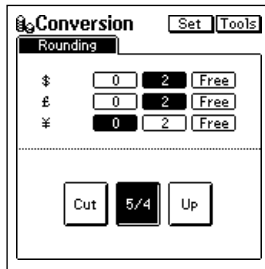 Conversion Set Tools
Rounding
$ 0 2 Free
£ 0 2 Free
¥ 0 2 Free
Cut 5/4 Up